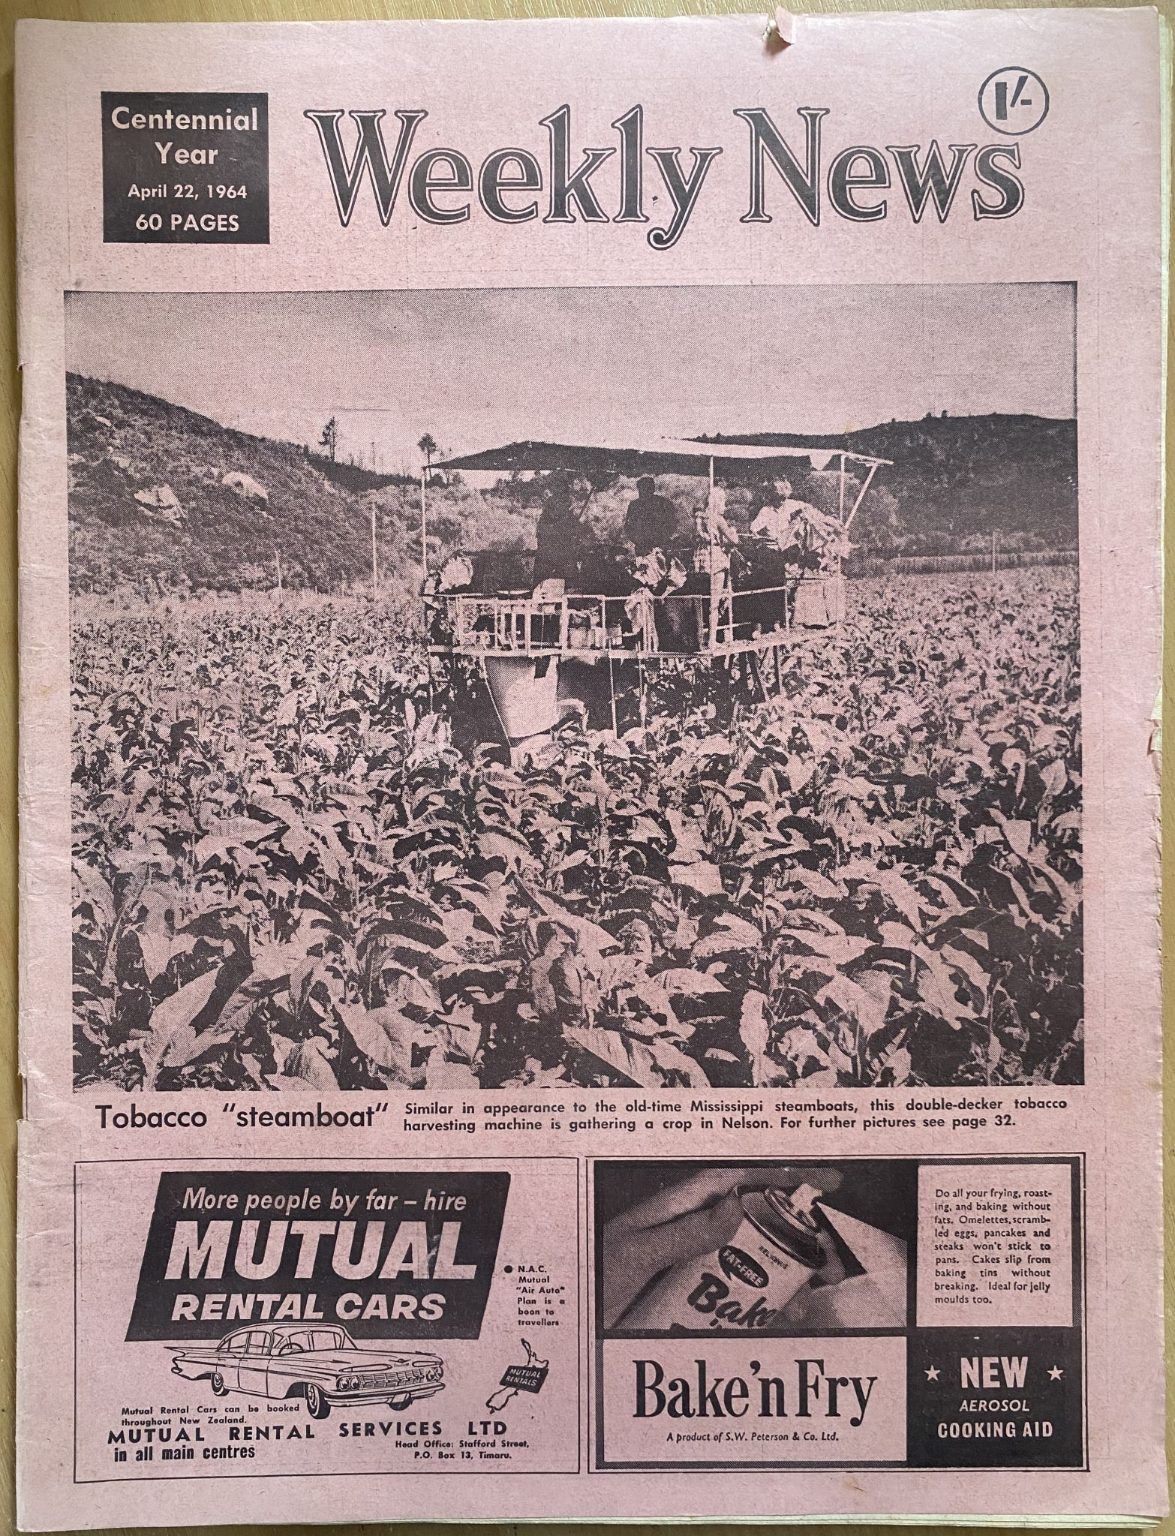 Centennial
Year
April 22, 1964
60 PAGES
Weekly News
1/-
Tobacco "steamboat"
Similar in appearance to the old-time Mississippi steamboats, this double-decker tobacco
harvesting machine is gathering a crop in Nelson. For further pictures see page 32.
More people by far – hire
MUTUAL
RENTAL CARS
● N.A.C.
Mutual
"Air Auto"
Plan is a
boon to
travellers
MUTUAL
RENTALS
Mutual Rental Cars can be booked
throughout New Zealand.
MUTUAL RENTAL SERVICES LTD
in all main centres
Head Office: Stafford Street,
P.O. Box 13, Timaru.
FAT-FREE
Bake
Do all your frying, roast-
ing, and baking without
fats. Omelettes, scramb-
led eggs, pancakes and
steaks won't stick to
pans. Cakes slip from
baking tins without
breaking. Ideal for jelly
moulds too.
Bake'n Fry
A product of S.W. Peterson & Co. Ltd.
★ NEW ★
AEROSOL
COOKING AID